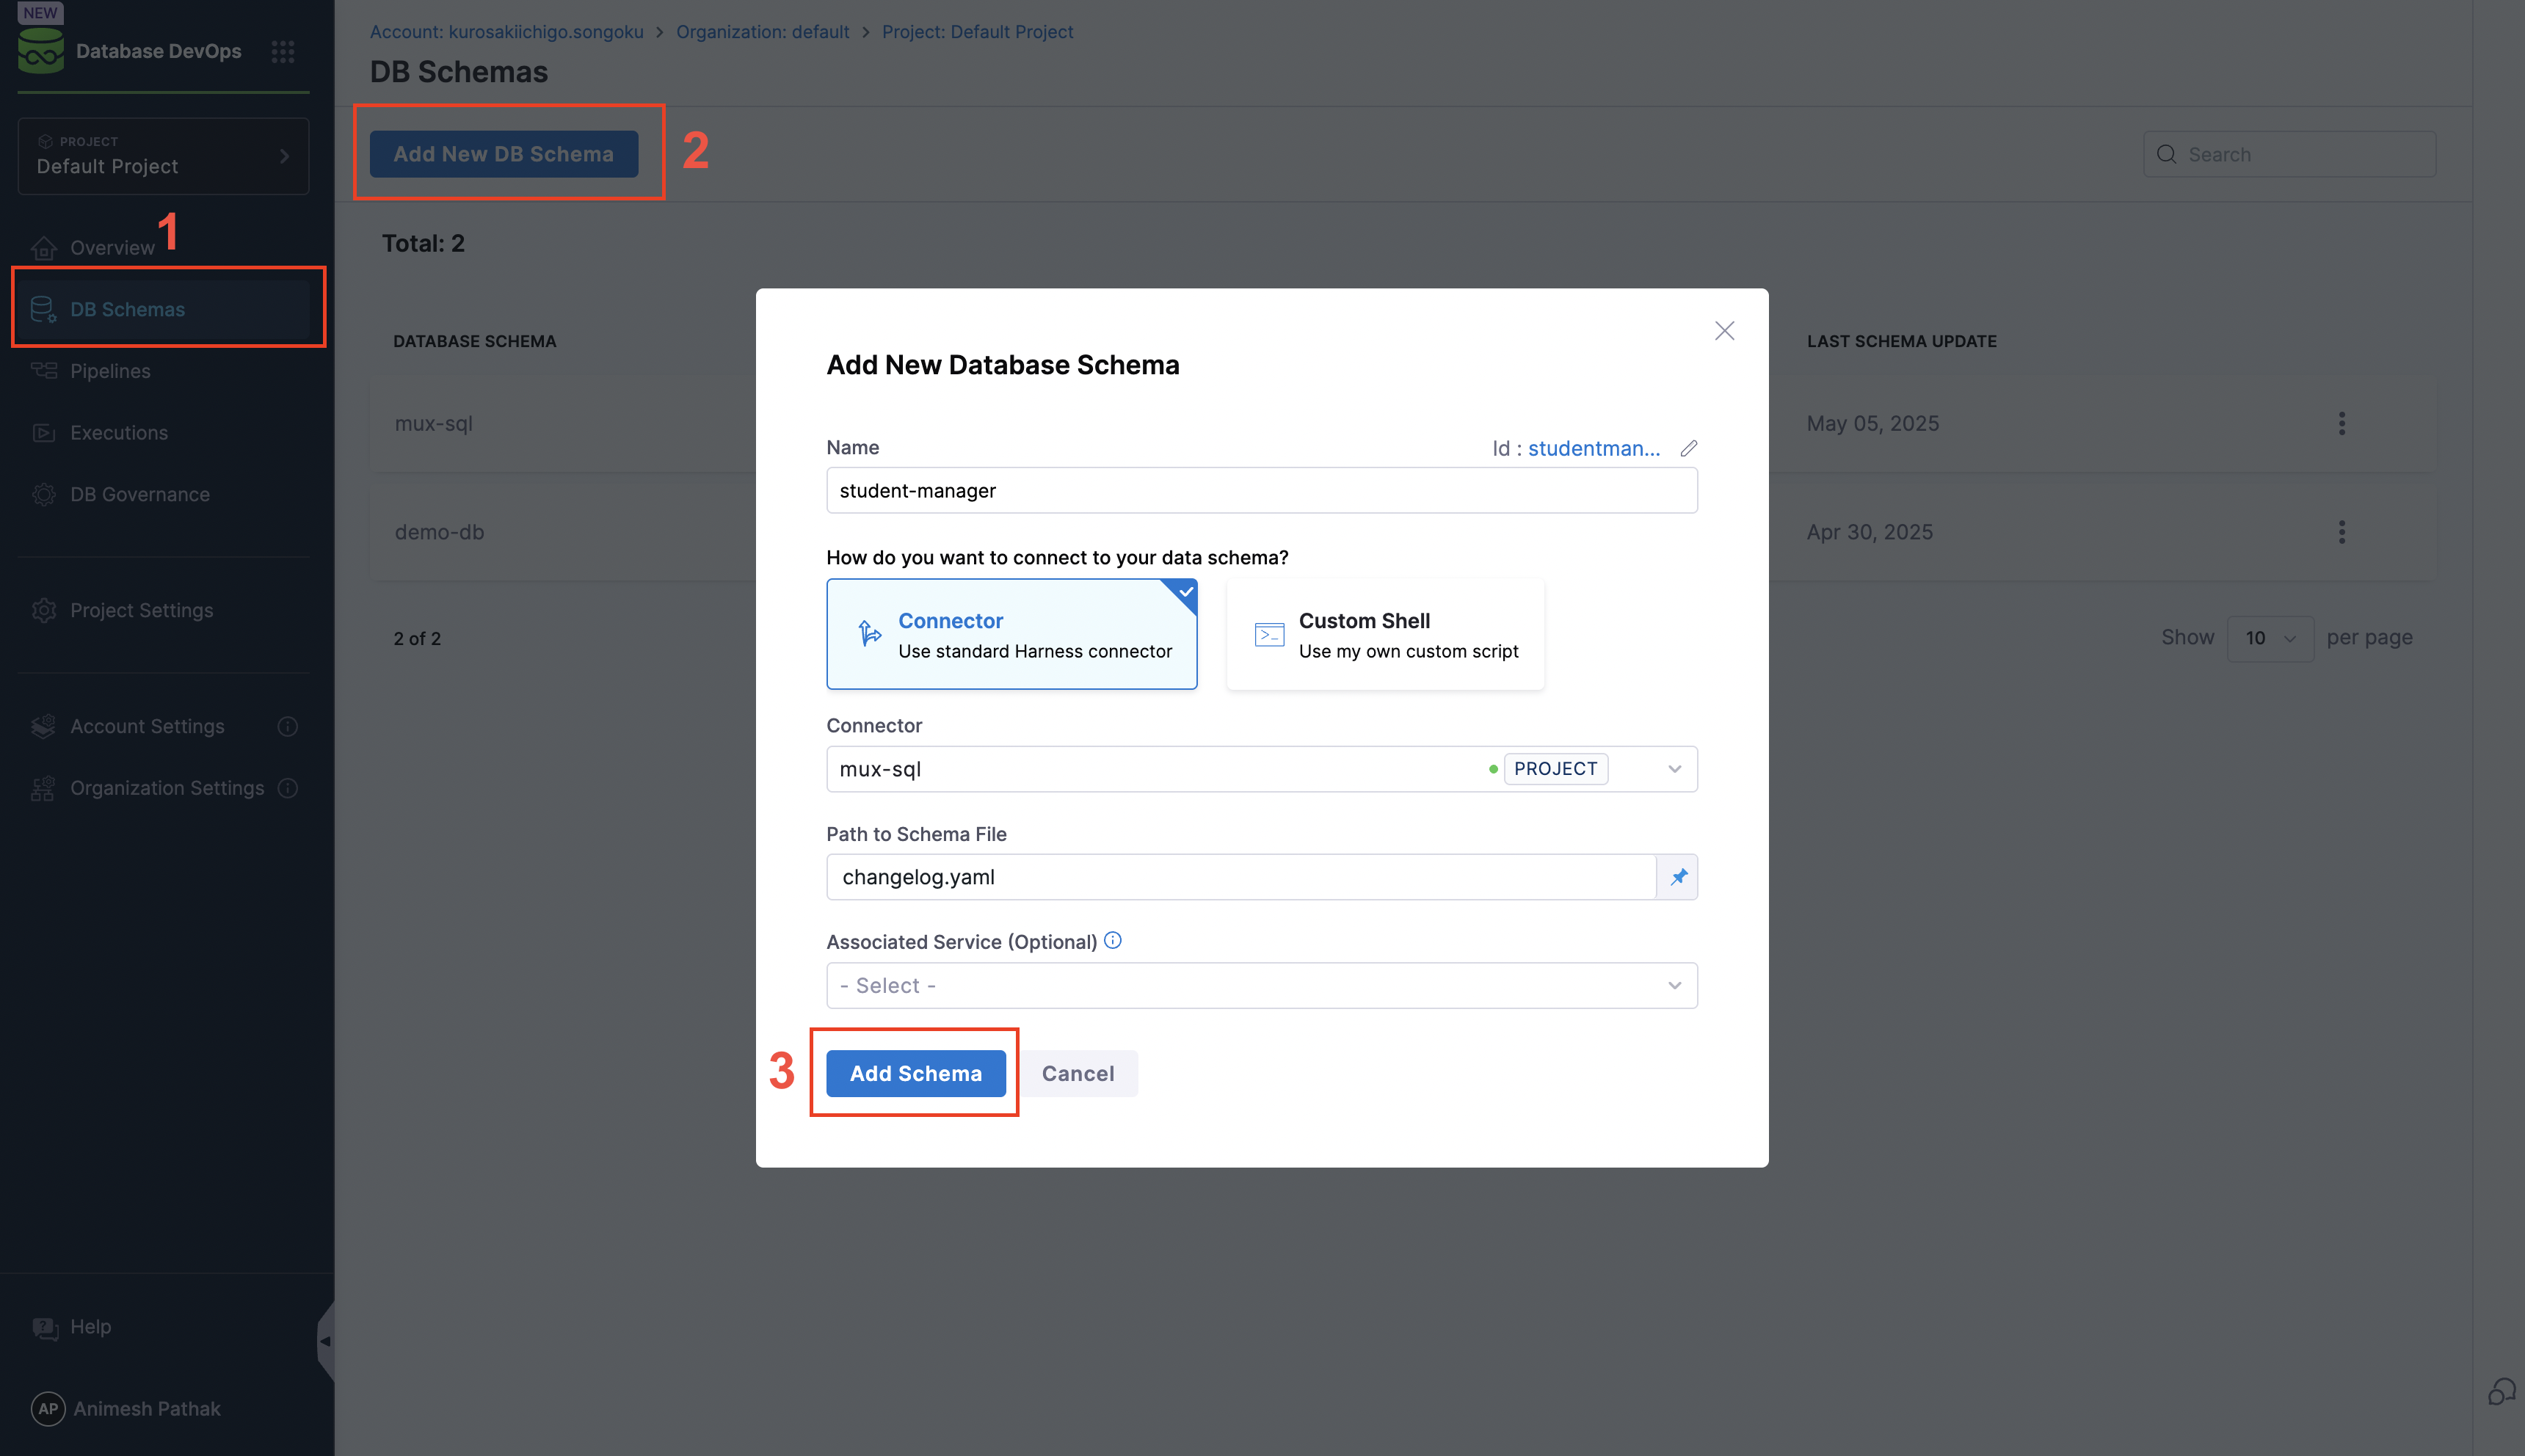 NEW
Database DevOps
PROJECT
Default Project
1
Overview
DB Schemas
Pipelines
Executions
DB Governance
Project Settings
Account Settings
Organization Settings
Help
AP Animesh Pathak
Account: kurosakiichigo.songoku > Organization: default > Project: Default Project
DB Schemas
Add New DB Schema 2
Search
Total: 2
DATABASE SCHEMA LAST SCHEMA UPDATE
mux-sql May 05, 2025
demo-db Apr 30, 2025
2 of 2 Show 10 per page
Add New Database Schema
Name Id : studentman...
student-manager
How do you want to connect to your data schema?
Connector
Use standard Harness connector
Custom Shell
Use my own custom script
Connector
mux-sql PROJECT
Path to Schema File
changelog.yaml
Associated Service (Optional)
- Select -
3 Add Schema Cancel